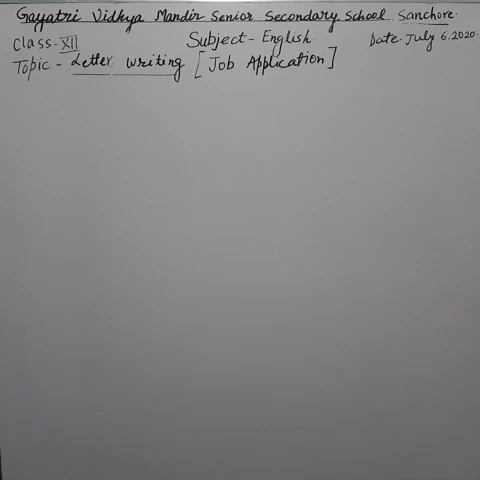 Gayatri Vidhya Mandir Senior Secondary School. Sanchore.
Class-XII Subject-English. Date-July 6, 2020.
Topic - Letter writing [Job Application]